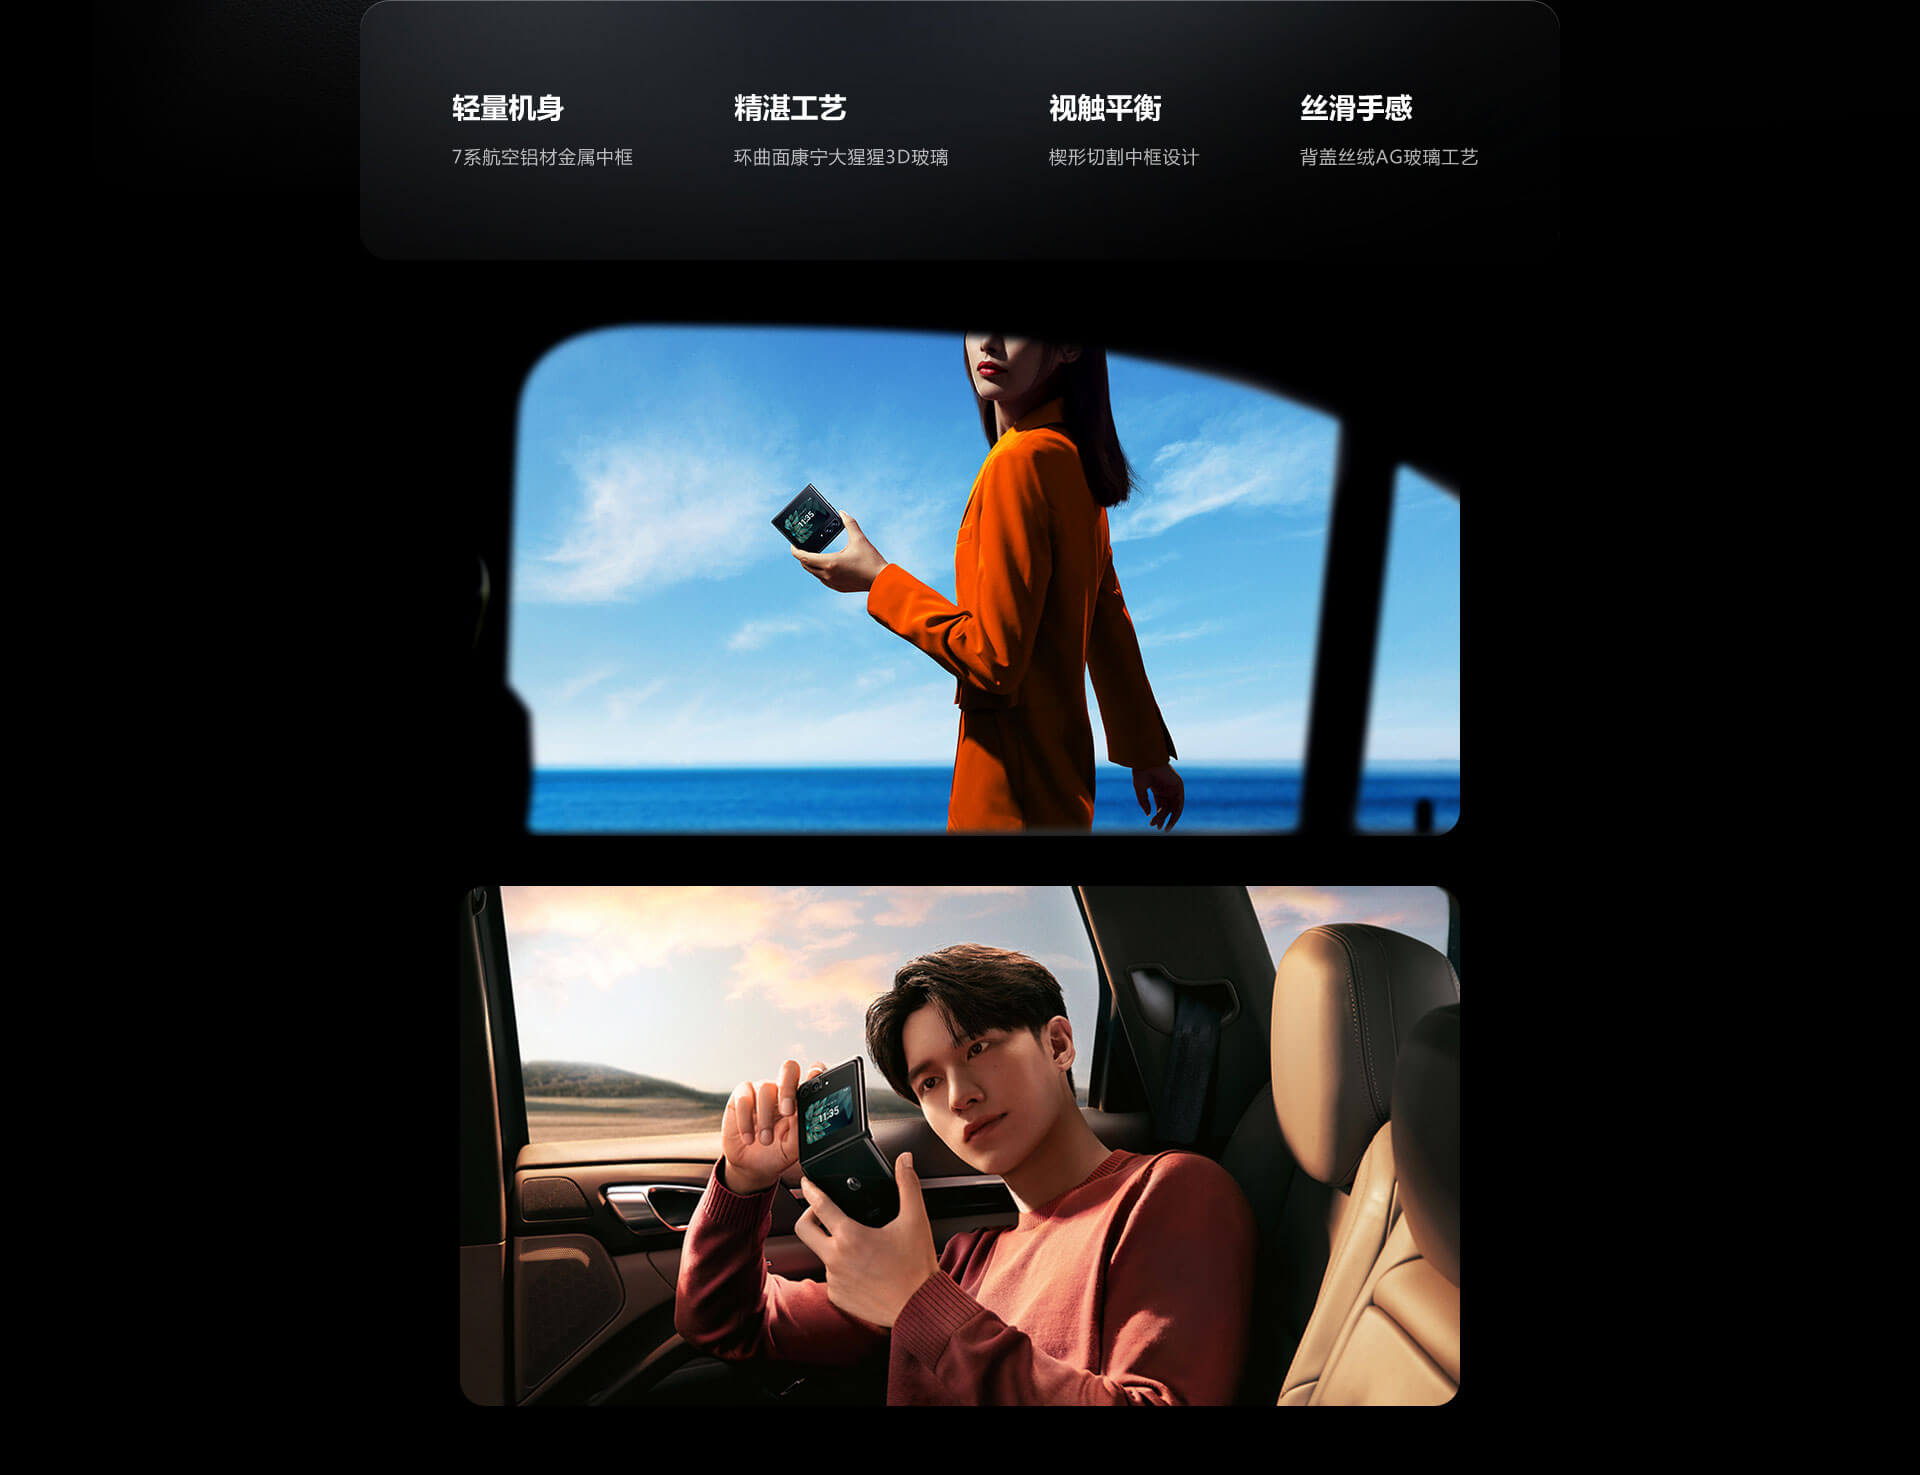 轻量机身
7系航空铝材金属中框
精湛工艺
环曲面康宁大猩猩3D玻璃
视触平衡
楔形切割中框设计
丝滑手感
背盖丝绒AG玻璃工艺
11:35
11:35